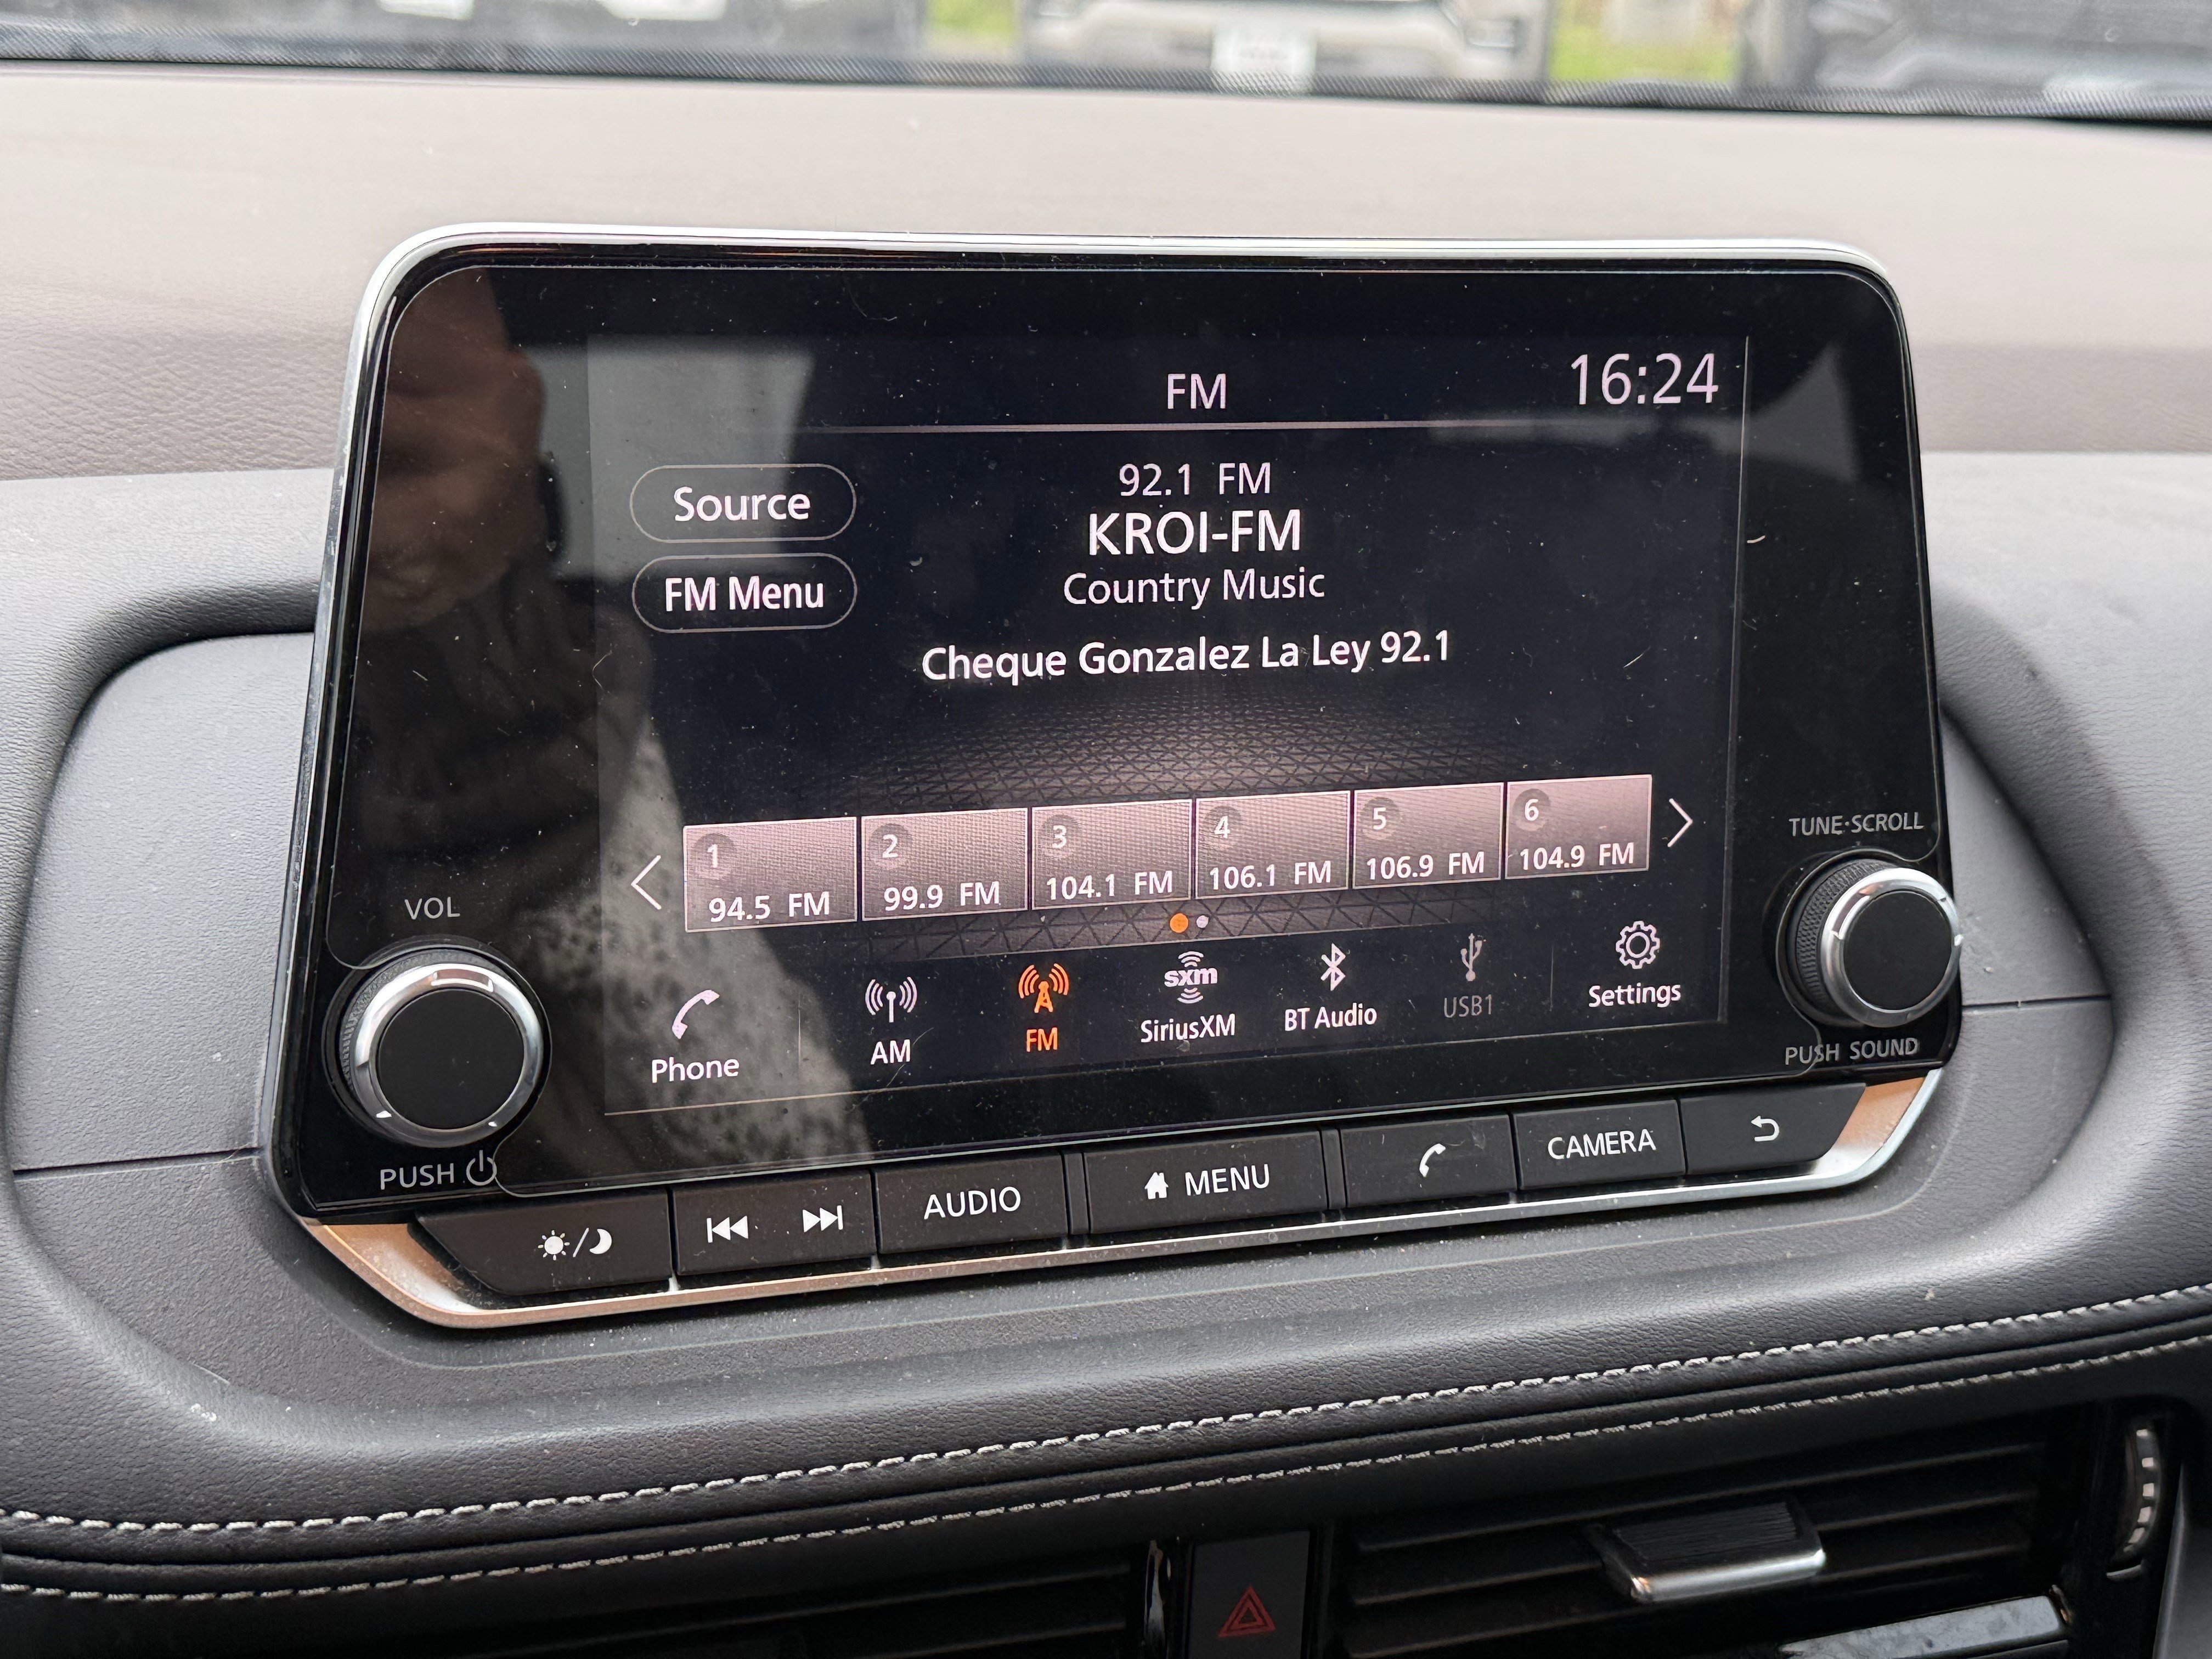 FM
16:24
92.1 FM
KROI-FM
Country Music
Source
FM Menu
Cheque Gonzalez La Ley 92.1
1
94.5 FM
2
99.9 FM
3
104.1 FM
4
106.1 FM
5
106.9 FM
6
104.9 FM
TUNE·SCROLL
VOL
Phone
AM
FM
sxm
SiriusXM
BT Audio
USB1
Settings
PUSH SOUND
PUSH
AUDIO
MENU
CAMERA